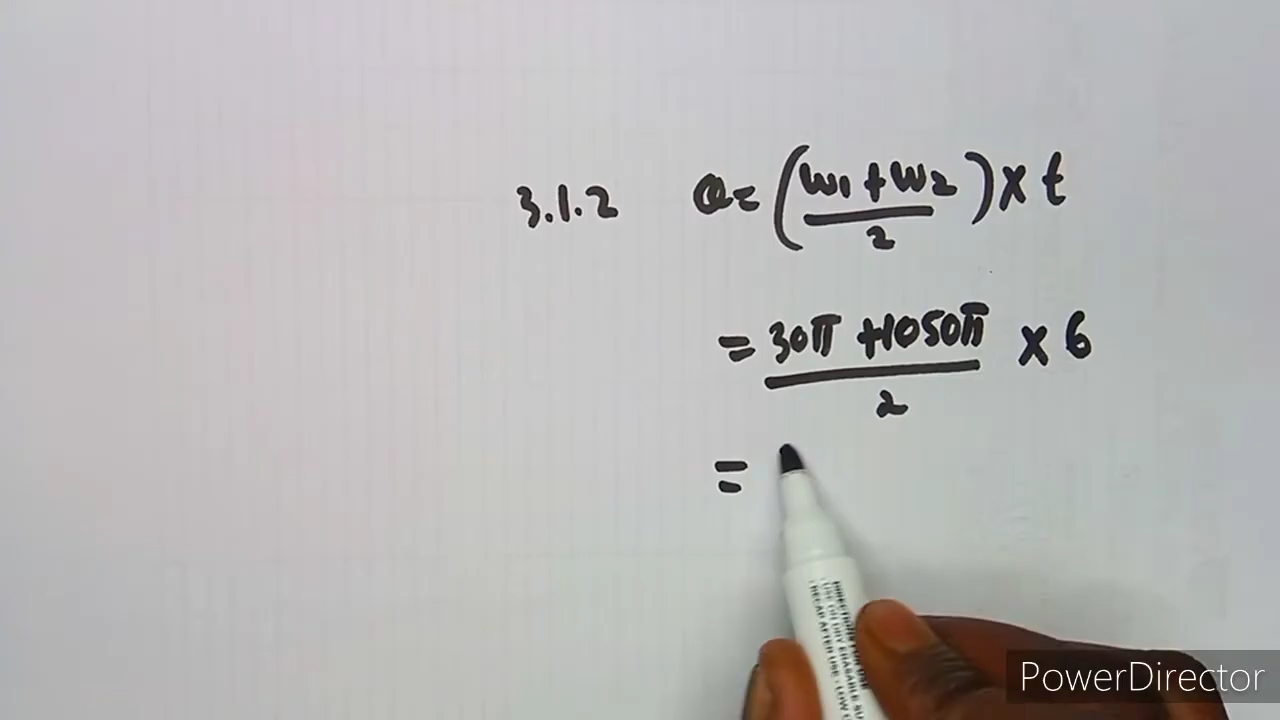 3.1.2 θ= (w1+w2/2)×t
= 30π +1050π/2 × 6
=
PowerDirector